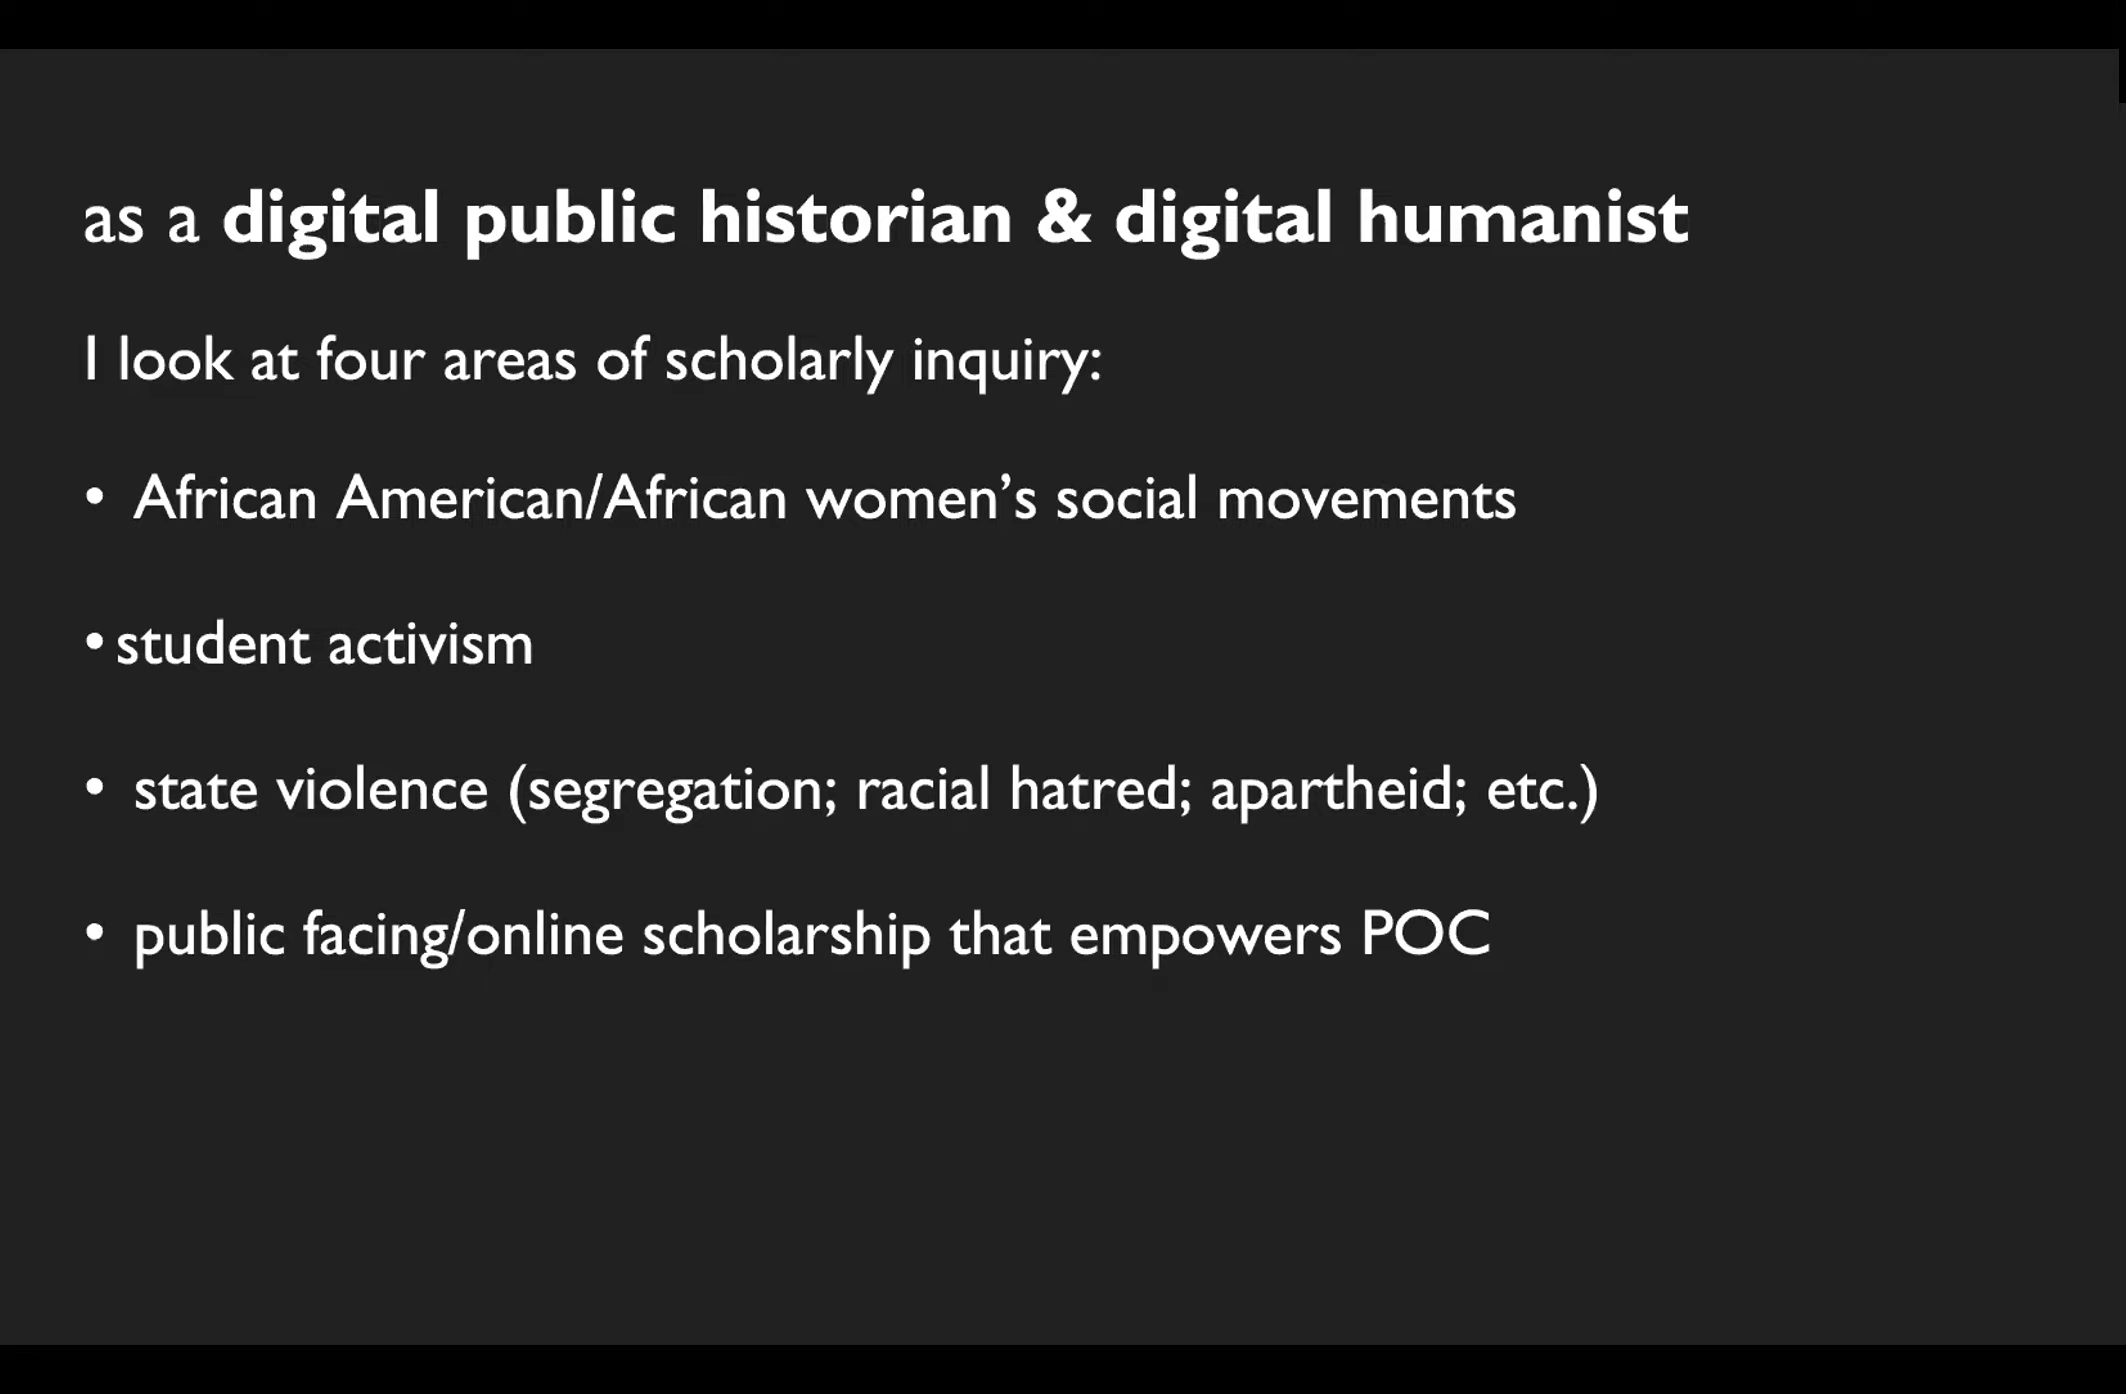 as a digital public historian & digital humanist
I look at four areas of scholarly inquiry:
• African American/African women’s social movements
• student activism
• state violence (segregation; racial hatred; apartheid; etc.)
• public facing/online scholarship that empowers POC